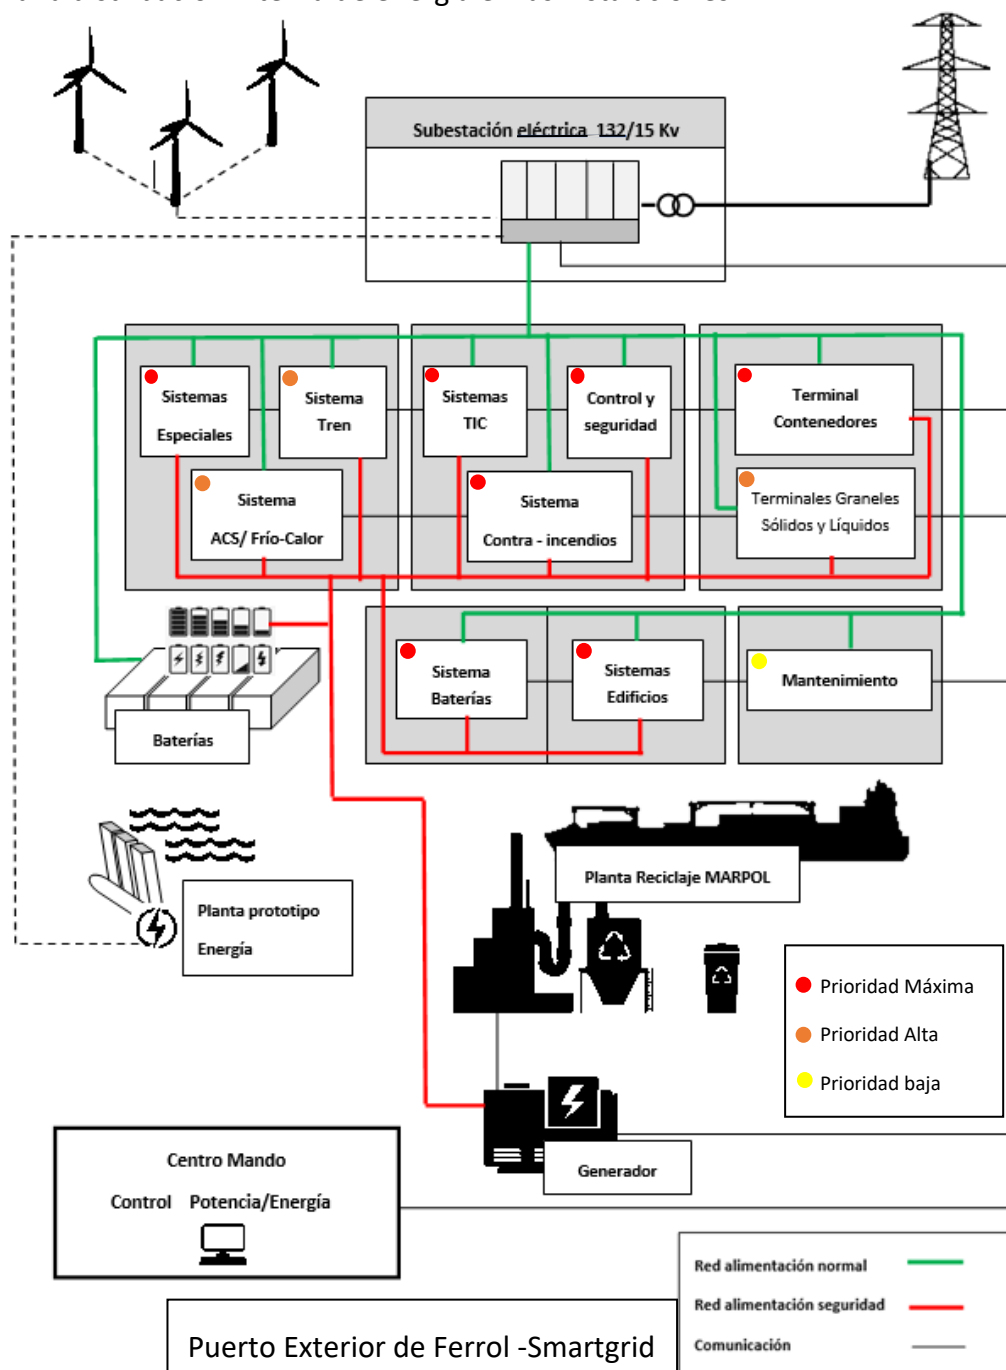 Subestación eléctrica 132/15 Kv
Sistemas
Especiales
Sistema
Tren
Sistemas
TIC
Control y
seguridad
Terminal
Contenedores
Sistema
ACS/ Frío-Calor
Sistema
Contra - incendios
Terminales Graneles
Sólidos y Líquidos
Sistema
Baterías
Sistemas
Edificios
Mantenimiento
Baterías
Planta prototipo
Energía
Planta Reciclaje MARPOL
Prioridad Máxima
Prioridad Alta
Prioridad baja
Generador
Centro Mando
Control Potencia/Energía
Red alimentación normal
Red alimentación seguridad
Comunicación
Puerto Exterior de Ferrol -Smartgrid